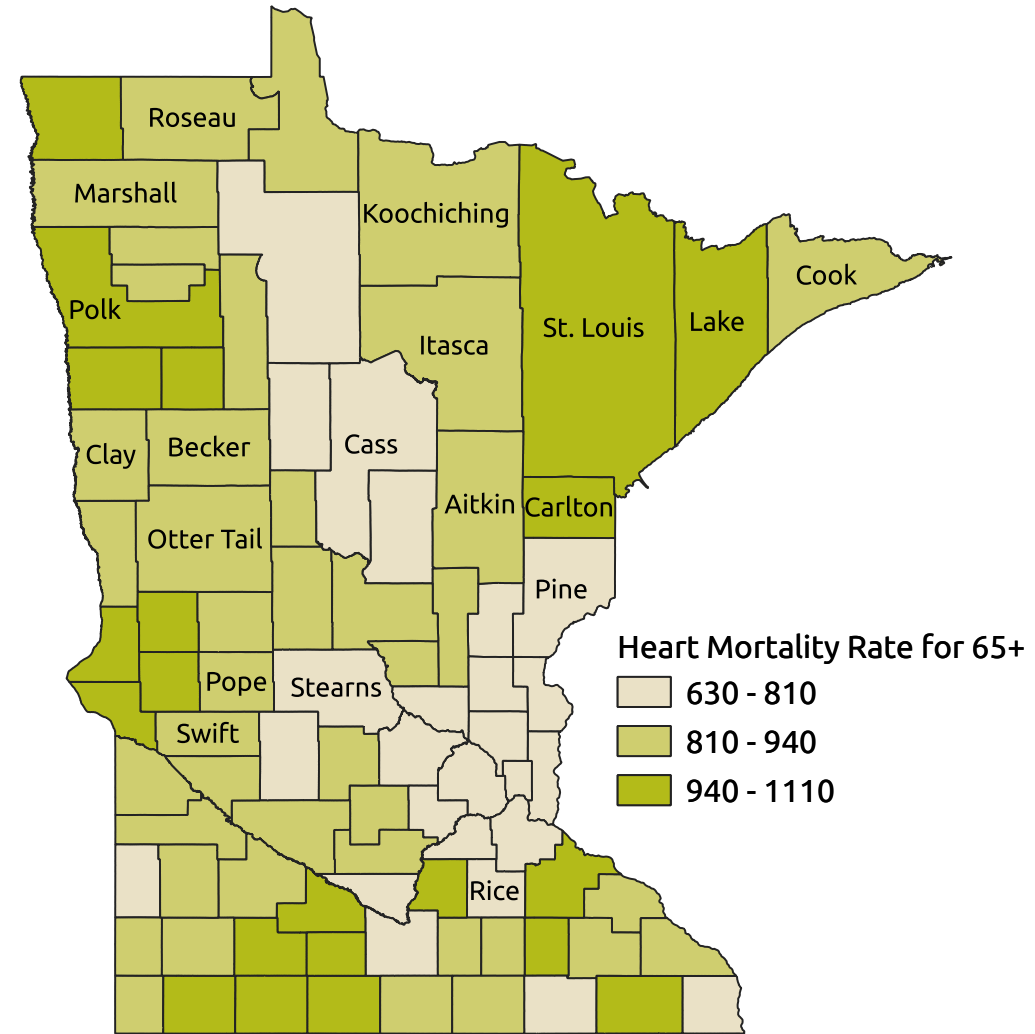 Roseau
Marshall
Koochiching
Cook
Polk
St. Louis
Lake
Itasca
Clay
Becker
Cass
Aitkin
Carlton
Otter Tail
Pine
Heart Mortality Rate for 65+
630 - 810
810 - 940
940 - 1110
Pope
Stearns
Swift
Rice